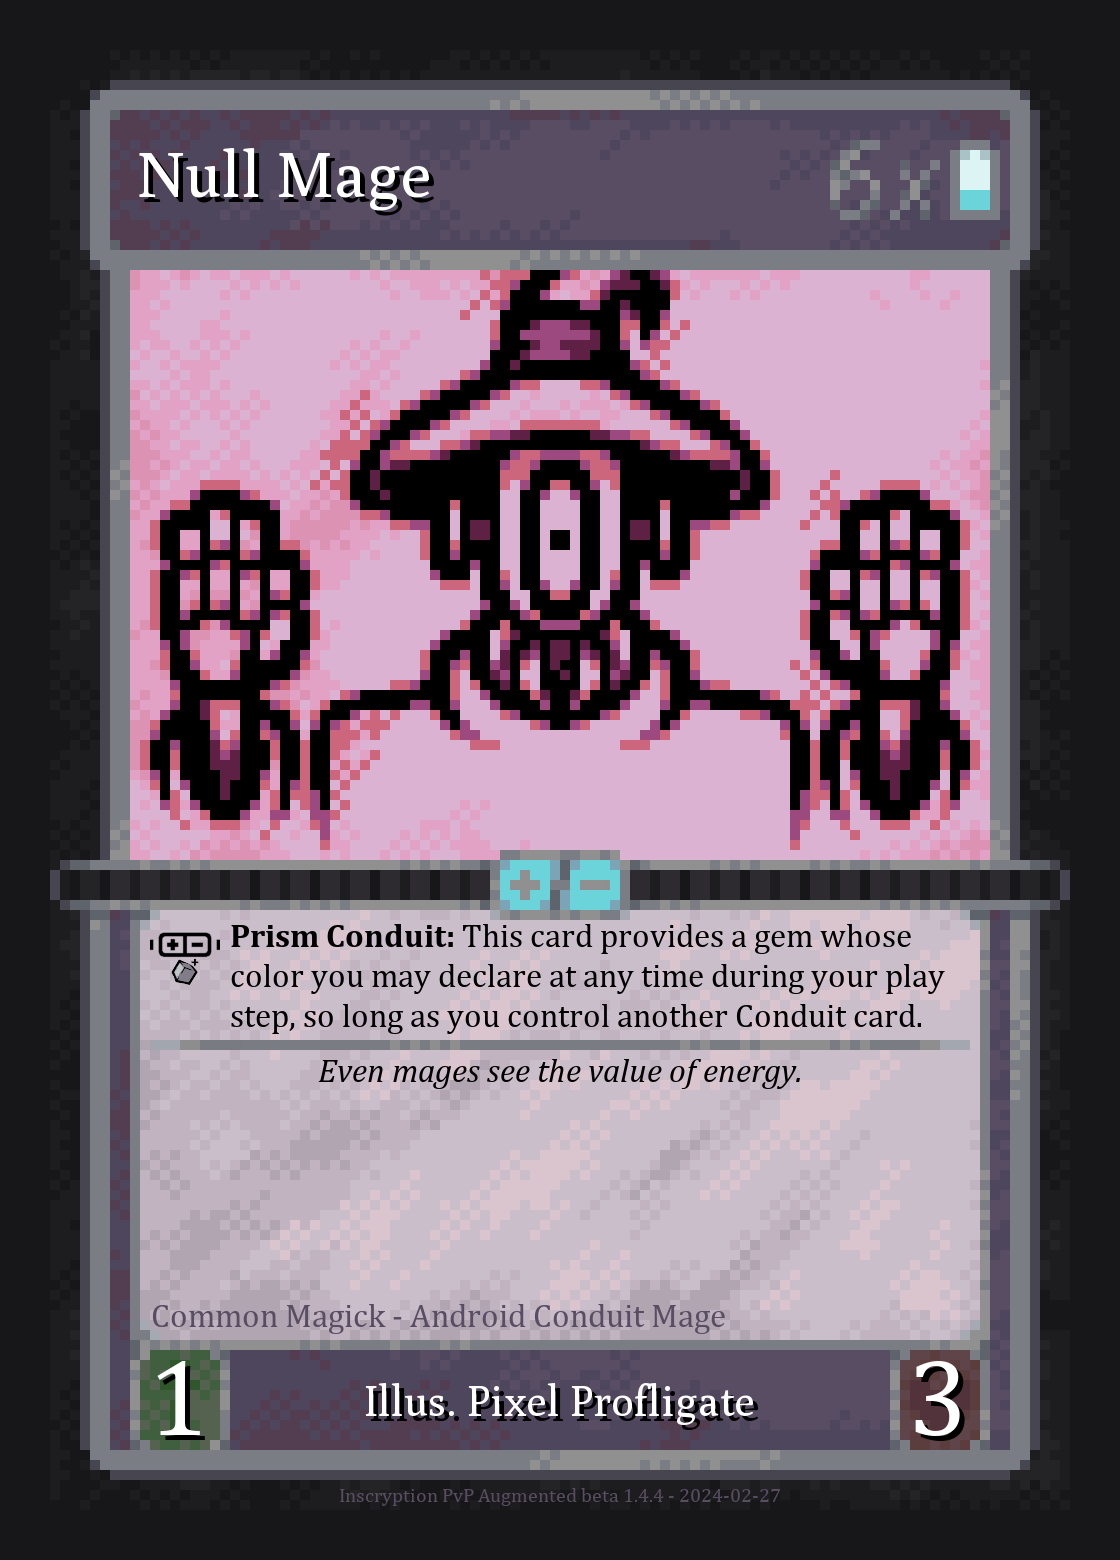 Null Mage 6x
Prism Conduit: This card provides a gem whose
color you may declare at any time during your play
step, so long as you control another Conduit card.
Even mages see the value of energy.
Common Magick - Android Conduit Mage
1 Illus. Pixel Profligate 3
Inscryption PvP Augmented beta 1.4.4 - 2024-02-27